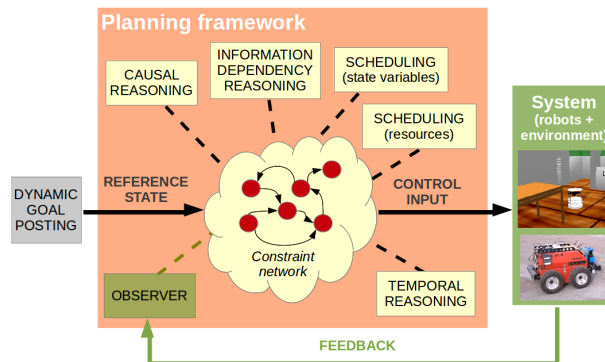 Planning framework
CAUSAL
REASONING
INFORMATION
DEPENDENCY
REASONING
SCHEDULING
(state variables)
SCHEDULING
(resources)
System
(robots +
environment)
DYNAMIC
GOAL
POSTING
REFERENCE
STATE
CONTROL
INPUT
Constraint
network
OBSERVER
TEMPORAL
REASONING
FEEDBACK